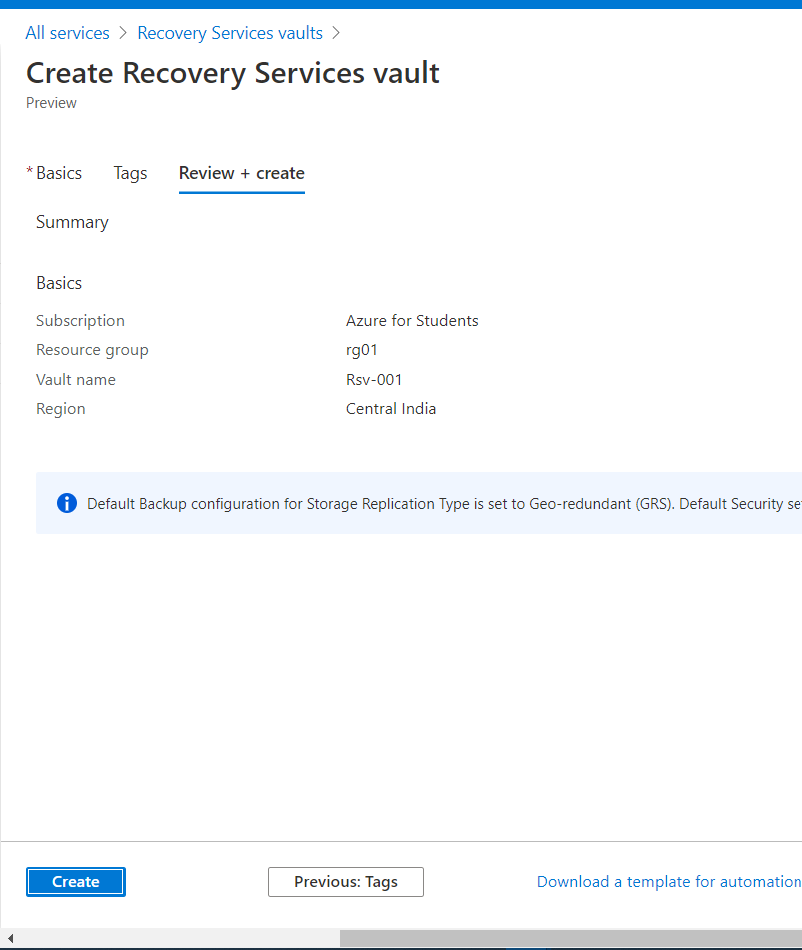 All services > Recovery Services vaults >
Create Recovery Services vault
Preview
* Basics Tags Review + create
Summary
Basics
Subscription Azure for Students
Resource group rg01
Vault name Rsv-001
Region Central India
Default Backup configuration for Storage Replication Type is set to Geo-redundant (GRS). Default Security
Create Previous: Tags Download a template for automation